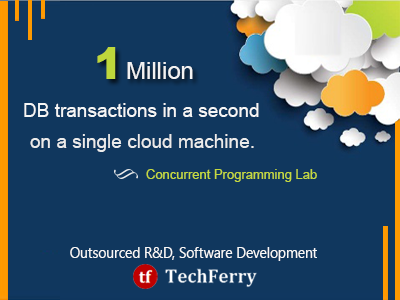 1 Million
DB transactions in a second
on a single cloud machine.
Concurrent Programming Lab
Outsourced R&D, Software Development
tf TechFerry